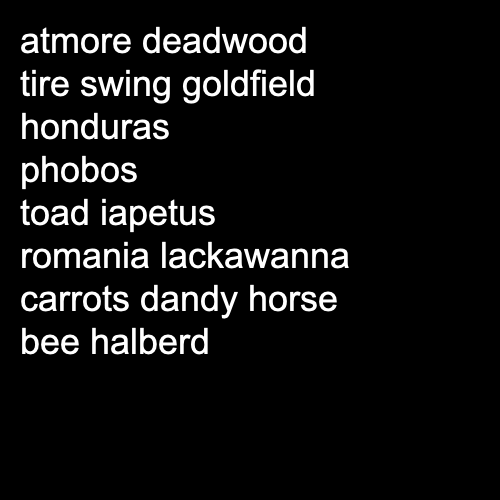 atmore deadwood
tire swing goldfield
honduras
phobos
toad iapetus
romania lackawanna
carrots dandy horse
bee halberd